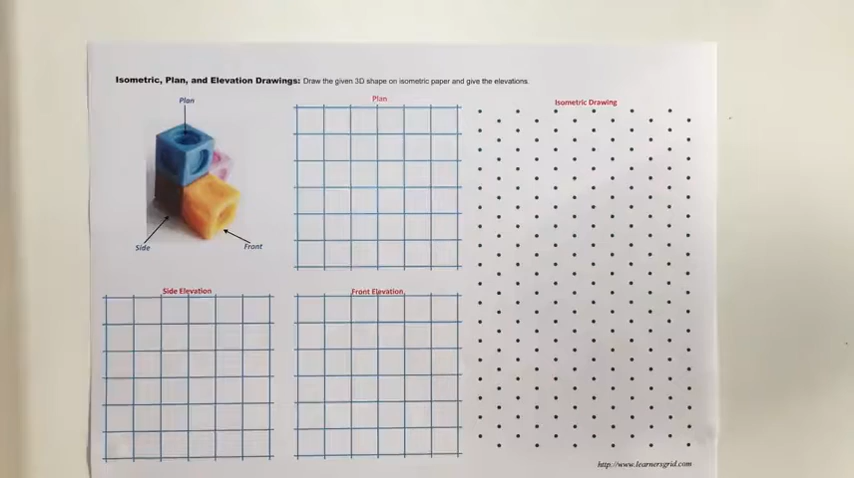 Isometric, Plan, and Elevation Drawings: Draw the given 3D shape on isometric paper and give the elevations.
Plan
Plan
Isometric Drawing
Side
Front
Side Elevation
Front Elevation
http://www.learnersgrid.com